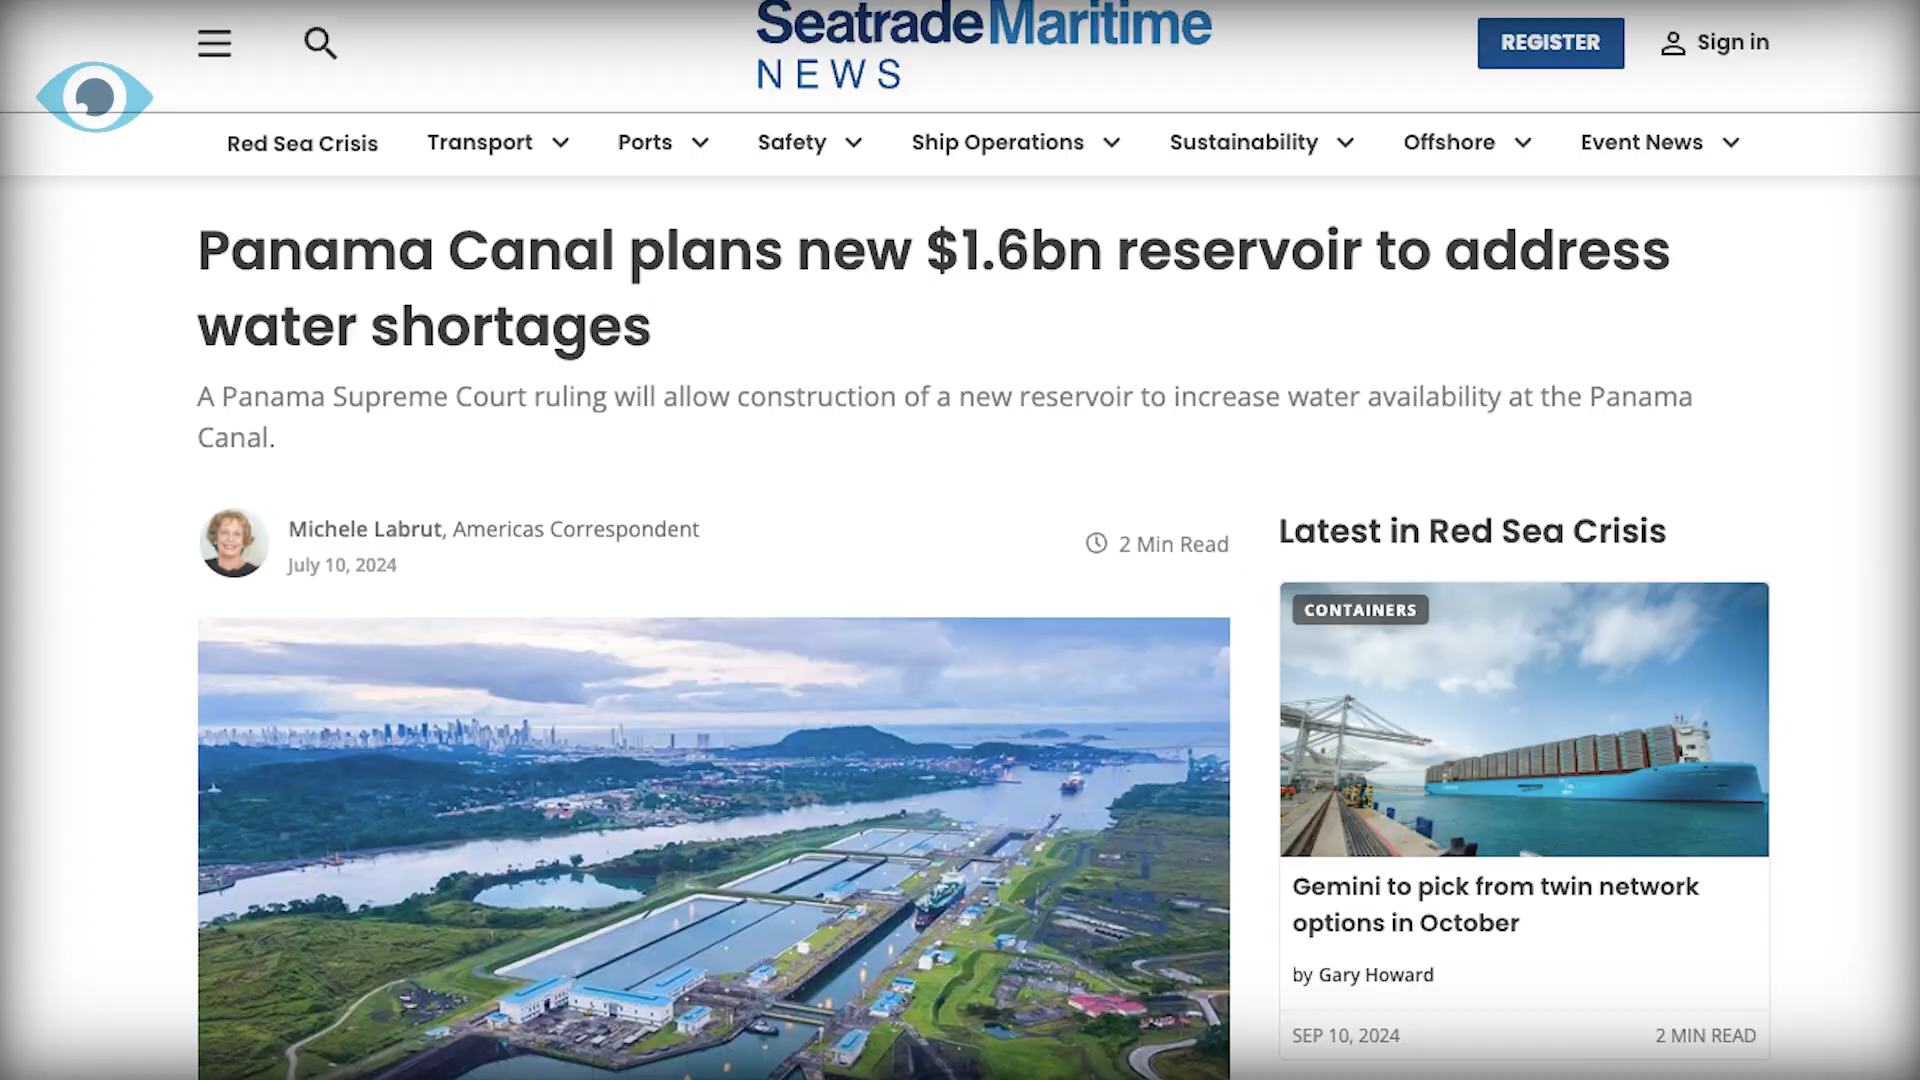 Seatrade Maritime
NEWS
REGISTER
Sign in
Red Sea Crisis
Transport
Ports
Safety
Ship Operations
Sustainability
Offshore
Event News
Panama Canal plans new $1.6bn reservoir to address
water shortages
A Panama Supreme Court ruling will allow construction of a new reservoir to increase water availability at the Panama
Canal.
Michele Labrut, Americas Correspondent
July 10, 2024
2 Min Read
Latest in Red Sea Crisis
CONTAINERS
Gemini to pick from twin network
options in October
by Gary Howard
SEP 10, 2024
2 MIN READ